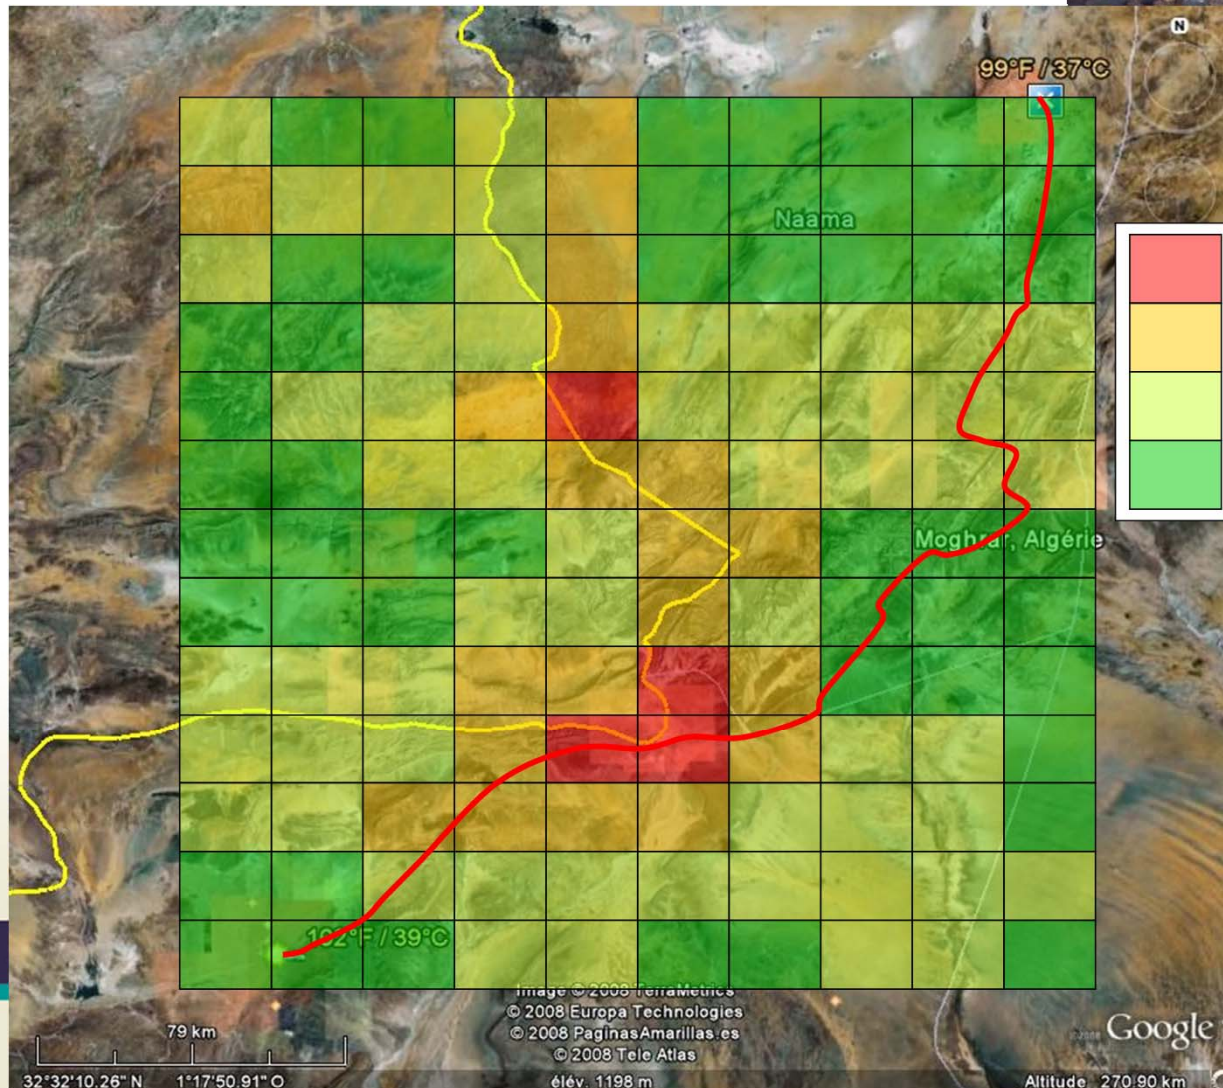 N
99°F / 37°C
Naama
Moghrar, Algérie
102°F / 39°C
Image © 2008 TerraMetrics
© 2008 Europa Technologies
© 2008 PaginasAmarillas.es
© 2008 Tele Atlas
79 km
© 2008 Google
32°32'10.26" N 1°17'50.91" O
élév. 1198 m
Altitude 270.90 km